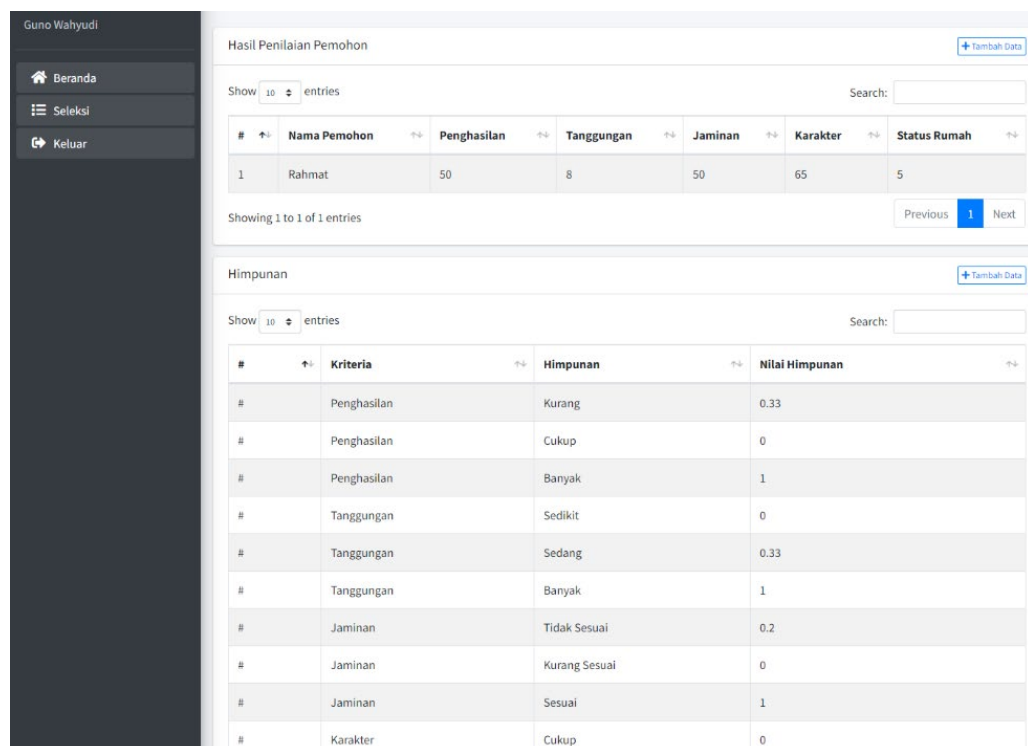 Guno Wahyudi
Beranda
Seleksi
Keluar
Hasil Penilaian Pemohon
+ Tambah Data
Show 10 entries
Search:
# Nama Pemohon Penghasilan Tanggungan Jaminan Karakter Status Rumah
1 Rahmat 50 8 50 65 5
Showing 1 to 1 of 1 entries
Previous 1 Next
Himpunan
+ Tambah Data
Show 10 entries
Search:
# Kriteria Himpunan Nilai Himpunan
# Penghasilan Kurang 0.33
# Penghasilan Cukup 0
# Penghasilan Banyak 1
# Tanggungan Sedikit 0
# Tanggungan Sedang 0.33
# Tanggungan Banyak 1
# Jaminan Tidak Sesuai 0.2
# Jaminan Kurang Sesuai 0
# Jaminan Sesuai 1
# Karakter Cukup 0